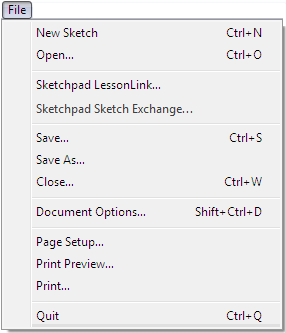 File
New Sketch Ctrl+N
Open... Ctrl+O
Sketchpad LessonLink...
Sketchpad Sketch Exchange...
Save... Ctrl+S
Save As...
Close... Ctrl+W
Document Options... Shift+Ctrl+D
Page Setup...
Print Preview...
Print...
Quit Ctrl+Q